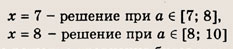 x = 7 – решение при a ∈ [7; 8],
x = 8 – решение при a ∈ [8; 10]